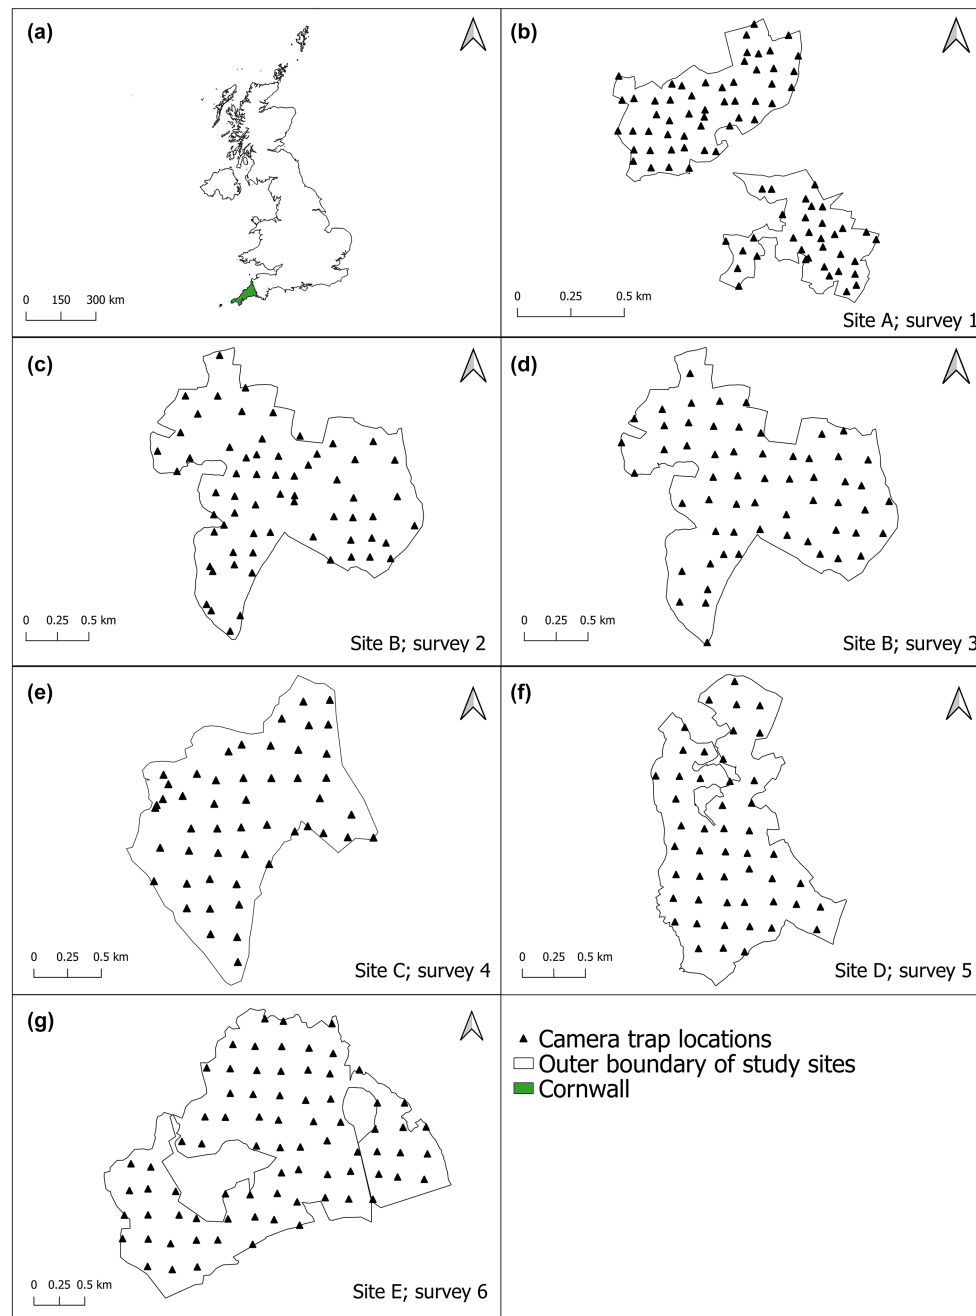 (a)
0 150 300 km
(b)
0 0.25 0.5 km
Site A; survey 1
(c)
0 0.25 0.5 km
Site B; survey 2
(d)
0 0.25 0.5 km
Site B; survey 3
(e)
0 0.25 0.5 km
Site C; survey 4
(f)
0 0.25 0.5 km
Site D; survey 5
(g)
0 0.25 0.5 km
Site E; survey 6
Camera trap locations
Outer boundary of study sites
Cornwall